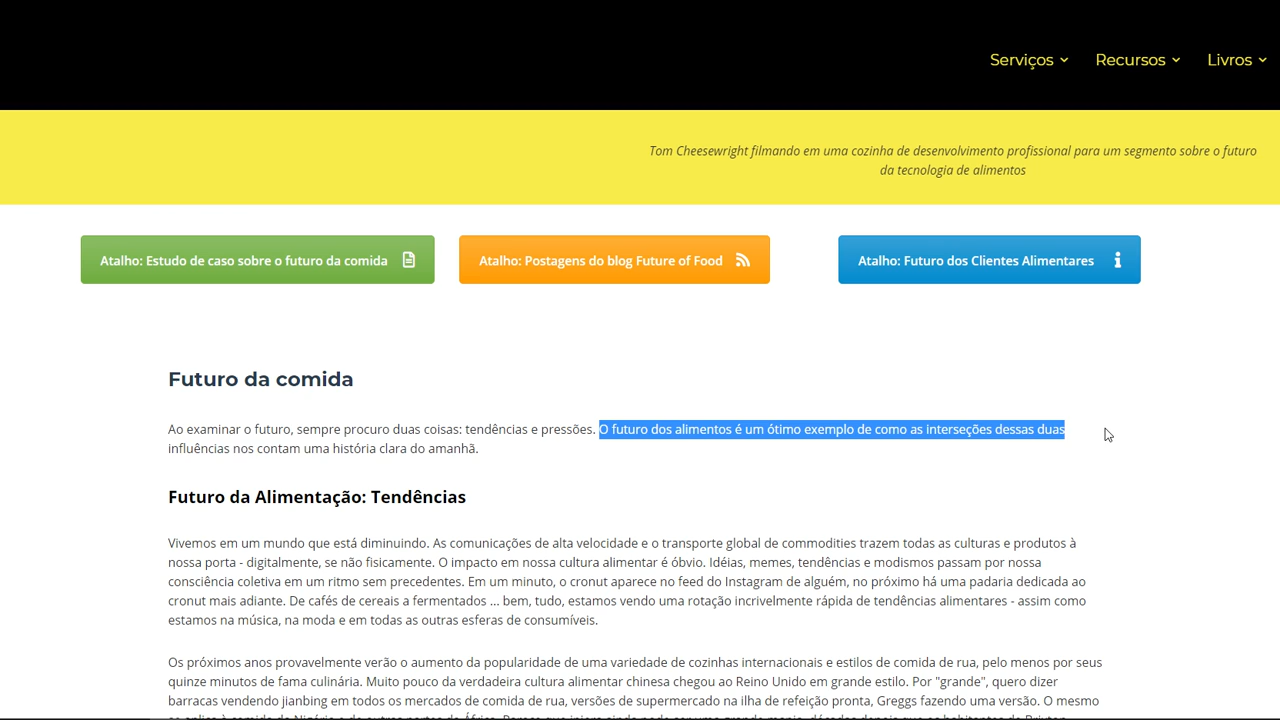 Serviços
Recursos
Livros
Tom Cheesewright filmando em uma cozinha de desenvolvimento profissional para um segmento sobre o futuro
da tecnologia de alimentos
Atalho: Estudo de caso sobre o futuro da comida
Atalho: Postagens do blog Future of Food
Atalho: Futuro dos Clientes Alimentares
Futuro da comida
Ao examinar o futuro, sempre procuro duas coisas: tendências e pressões. O futuro dos alimentos é um ótimo exemplo de como as interseções dessas duas
influências nos contam uma história clara do amanhã.
Futuro da Alimentação: Tendências
Vivemos em um mundo que está diminuindo. As comunicações de alta velocidade e o transporte global de commodities trazem todas as culturas e produtos à
nossa porta - digitalmente, se não fisicamente. O impacto em nossa cultura alimentar é óbvio. Idéias, memes, tendências e modismos passam por nossa
consciência coletiva em um ritmo sem precedentes. Em um minuto, o cronut aparece no feed do Instagram de alguém, no próximo há uma padaria dedicada ao
cronut mais adiante. De cafés de cereais a fermentados ... bem, tudo, estamos vendo uma rotação incrivelmente rápida de tendências alimentares - assim como
estamos na música, na moda e em todas as outras esferas de consumíveis.
Os próximos anos provavelmente verão o aumento da popularidade de uma variedade de cozinhas internacionais e estilos de comida de rua, pelo menos por seus
quinze minutos de fama culinária. Muito pouco da verdadeira cultura alimentar chinesa chegou ao Reino Unido em grande estilo. Por "grande", quero dizer
barracas vendendo jianbing em todos os mercados de comida de rua, versões de supermercado na ilha de refeição pronta, Greggs fazendo uma versão. O mesmo